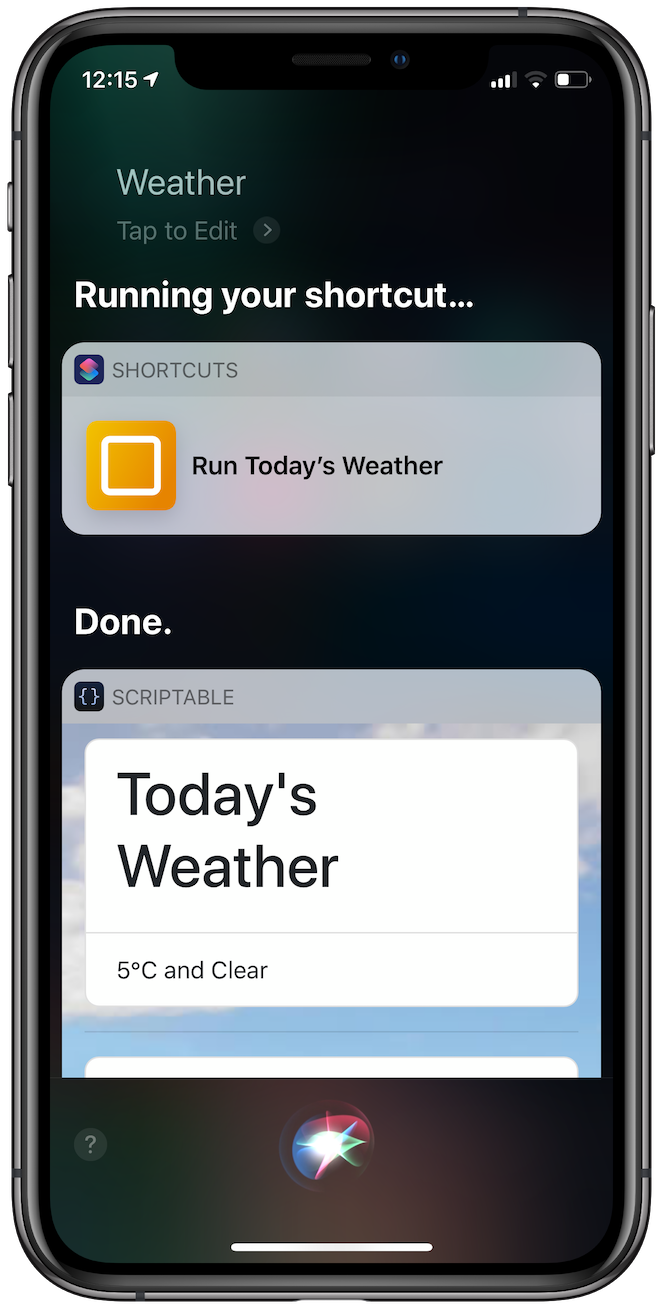 12:15
Weather
Tap to Edit
Running your shortcut...
SHORTCUTS
Run Today’s Weather
Done.
{} SCRIPTABLE
Today's
Weather
5°C and Clear
?